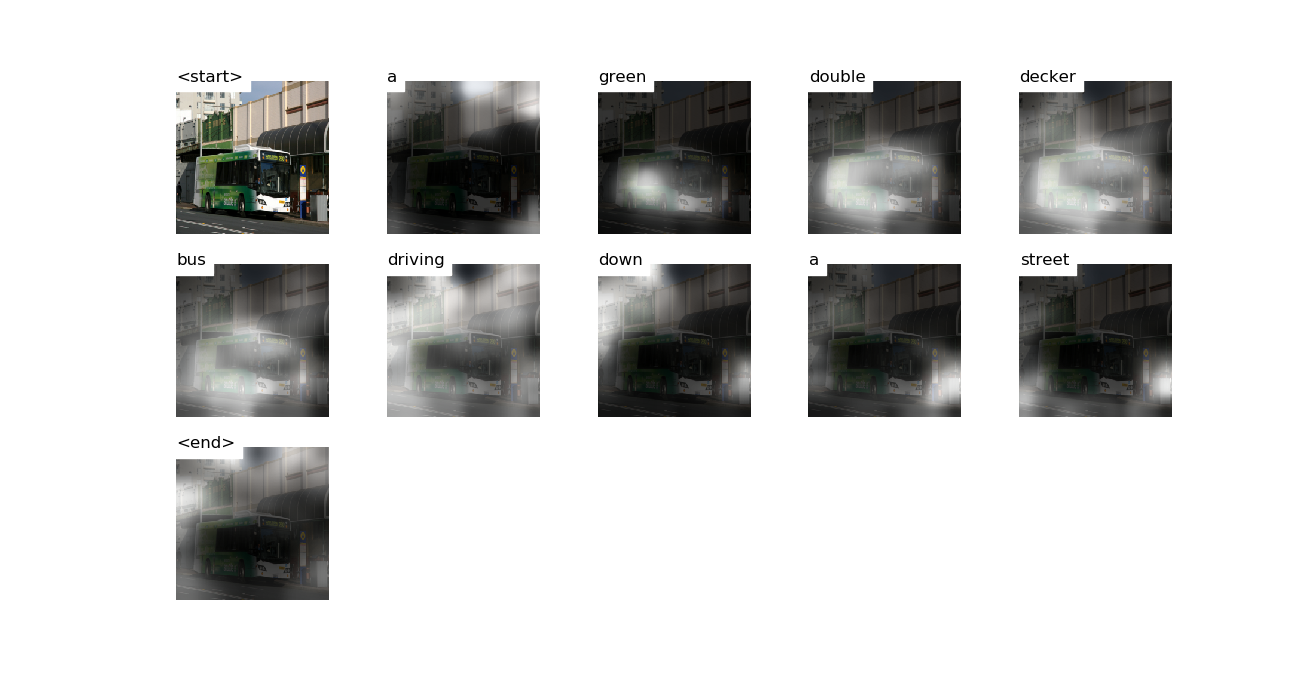 <start> a green double decker
bus driving down a street
<end>